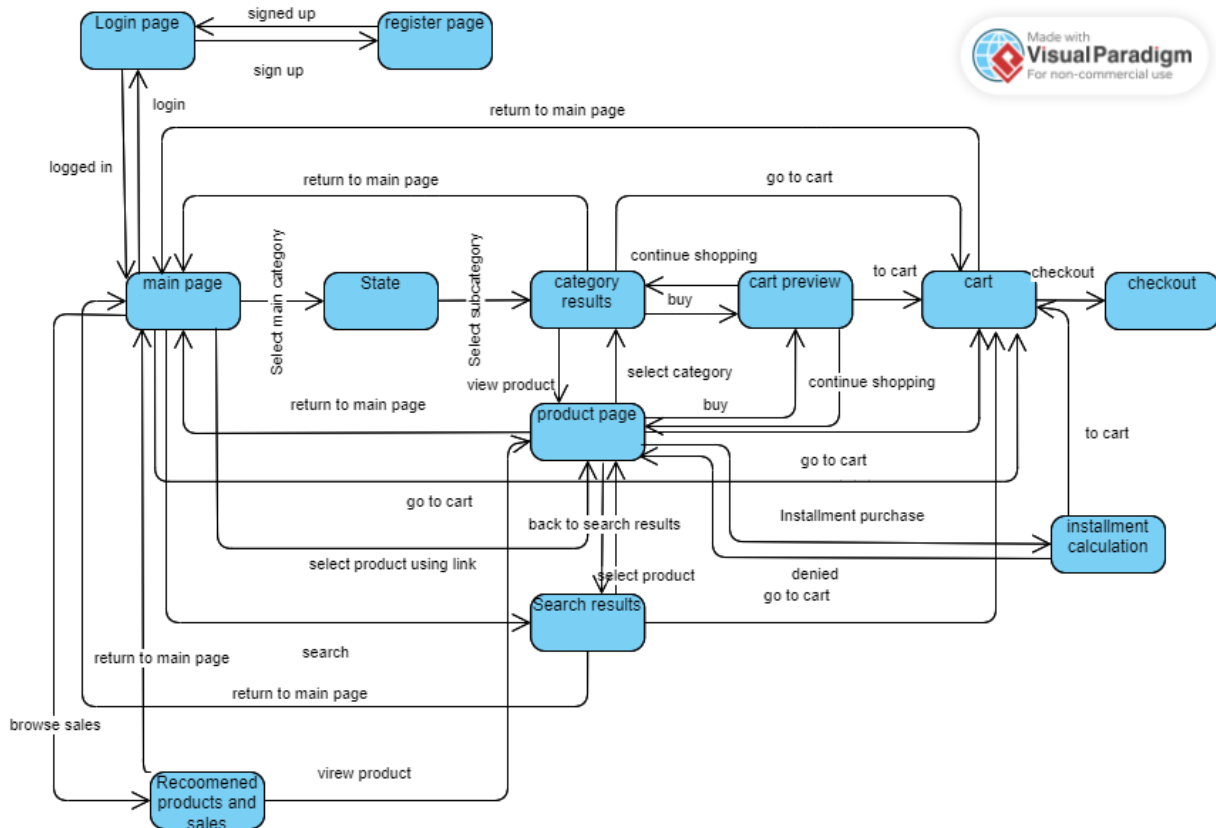 signed up
Login page
register page
sign up
Made with
VisualParadigm
For non-commercial use
login
return to main page
logged in
return to main page
go to cart
Select main category
Select subcategory
continue shopping
to cart
checkout
main page
State
category
results
cart preview
cart
checkout
buy
view product
select category
continue shopping
return to main page
product page
buy
to cart
go to cart
go to cart
back to search results
Installment purchase
installment
calculation
select product using link
select product
denied
go to cart
Search results
search
return to main page
return to main page
browse sales
virew product
Recoomened
products and
sales